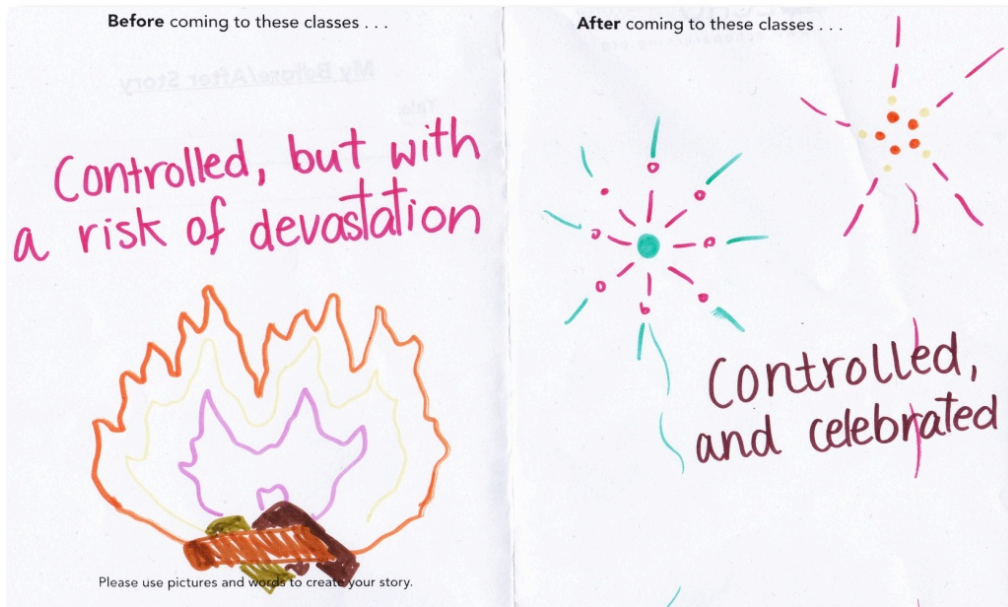 Before coming to these classes . . .
Controlled, but with
a risk of devastation
Please use pictures and words to create your story.
After coming to these classes . . .
Controlled,
and celebrated